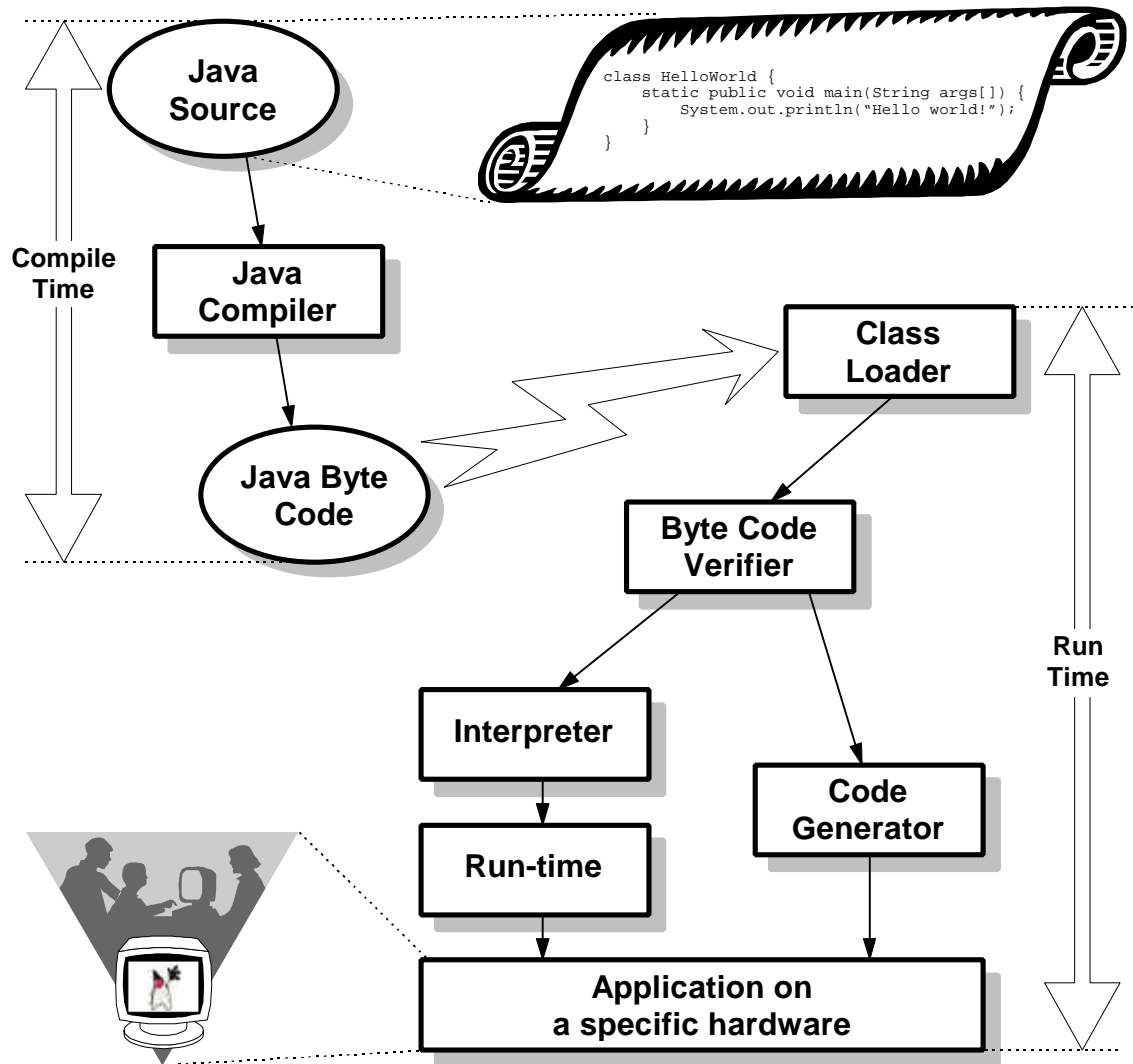 Java
Source
class HelloWorld {
    static public void main(String args[]) {
        System.out.println(“Hello world!”);
    }
}
Compile
Time
Java
Compiler
Class
Loader
Java Byte
Code
Byte Code
Verifier
Run
Time
Interpreter
Code
Generator
Run-time
Application on
a specific hardware